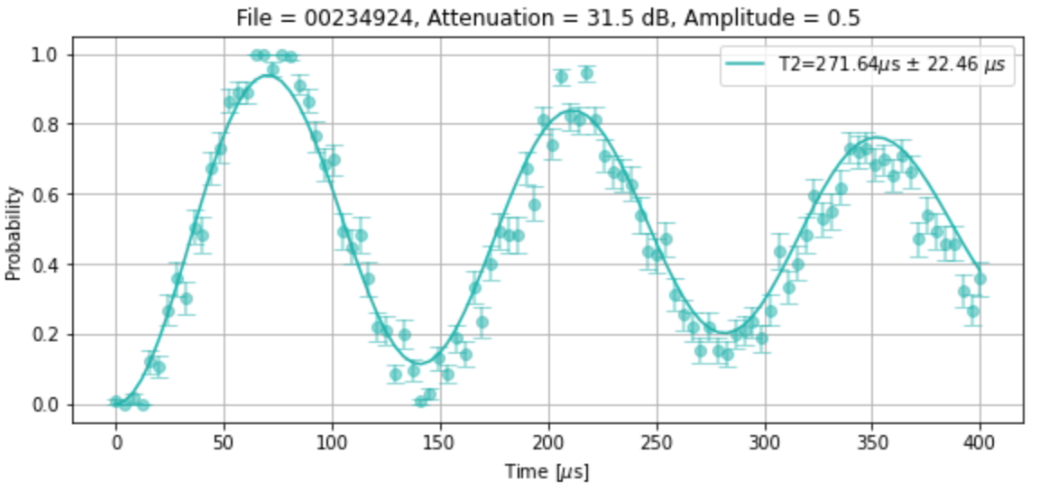 File = 00234924, Attenuation = 31.5 dB, Amplitude = 0.5
T2=271.64μs ± 22.46 μs
Probability
1.0
0.8
0.6
0.4
0.2
0.0
0 50 100 150 200 250 300 350 400
Time [μs]